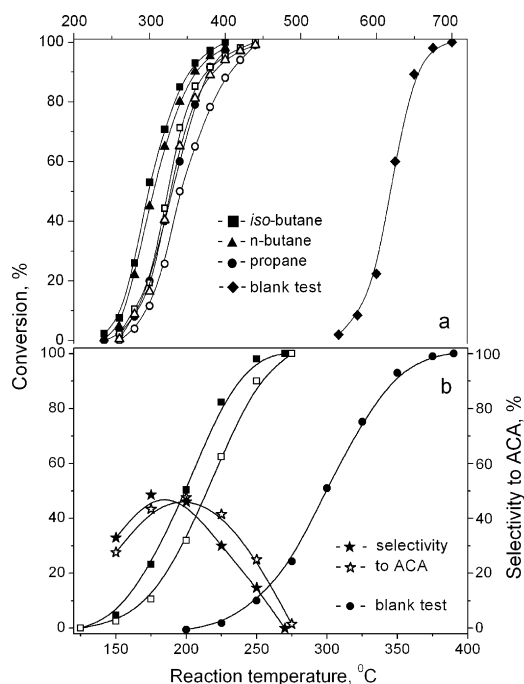 200 300 400 500 600 700
100
80
60
40
20
0
iso-butane
n-butane
propane
blank test
a
Conversion, %
100
80
60
40
20
0
b
100
80
60
40
20
0
Selectivity to ACA, %
selectivity
to ACA
blank test
150 200 250 300 350 400
Reaction temperature, °C